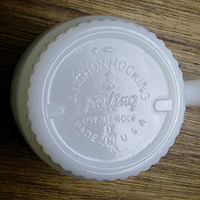 ANCHOR HOCKING
Fire-King
OVEN PROOF
MADE IN U.S.A.